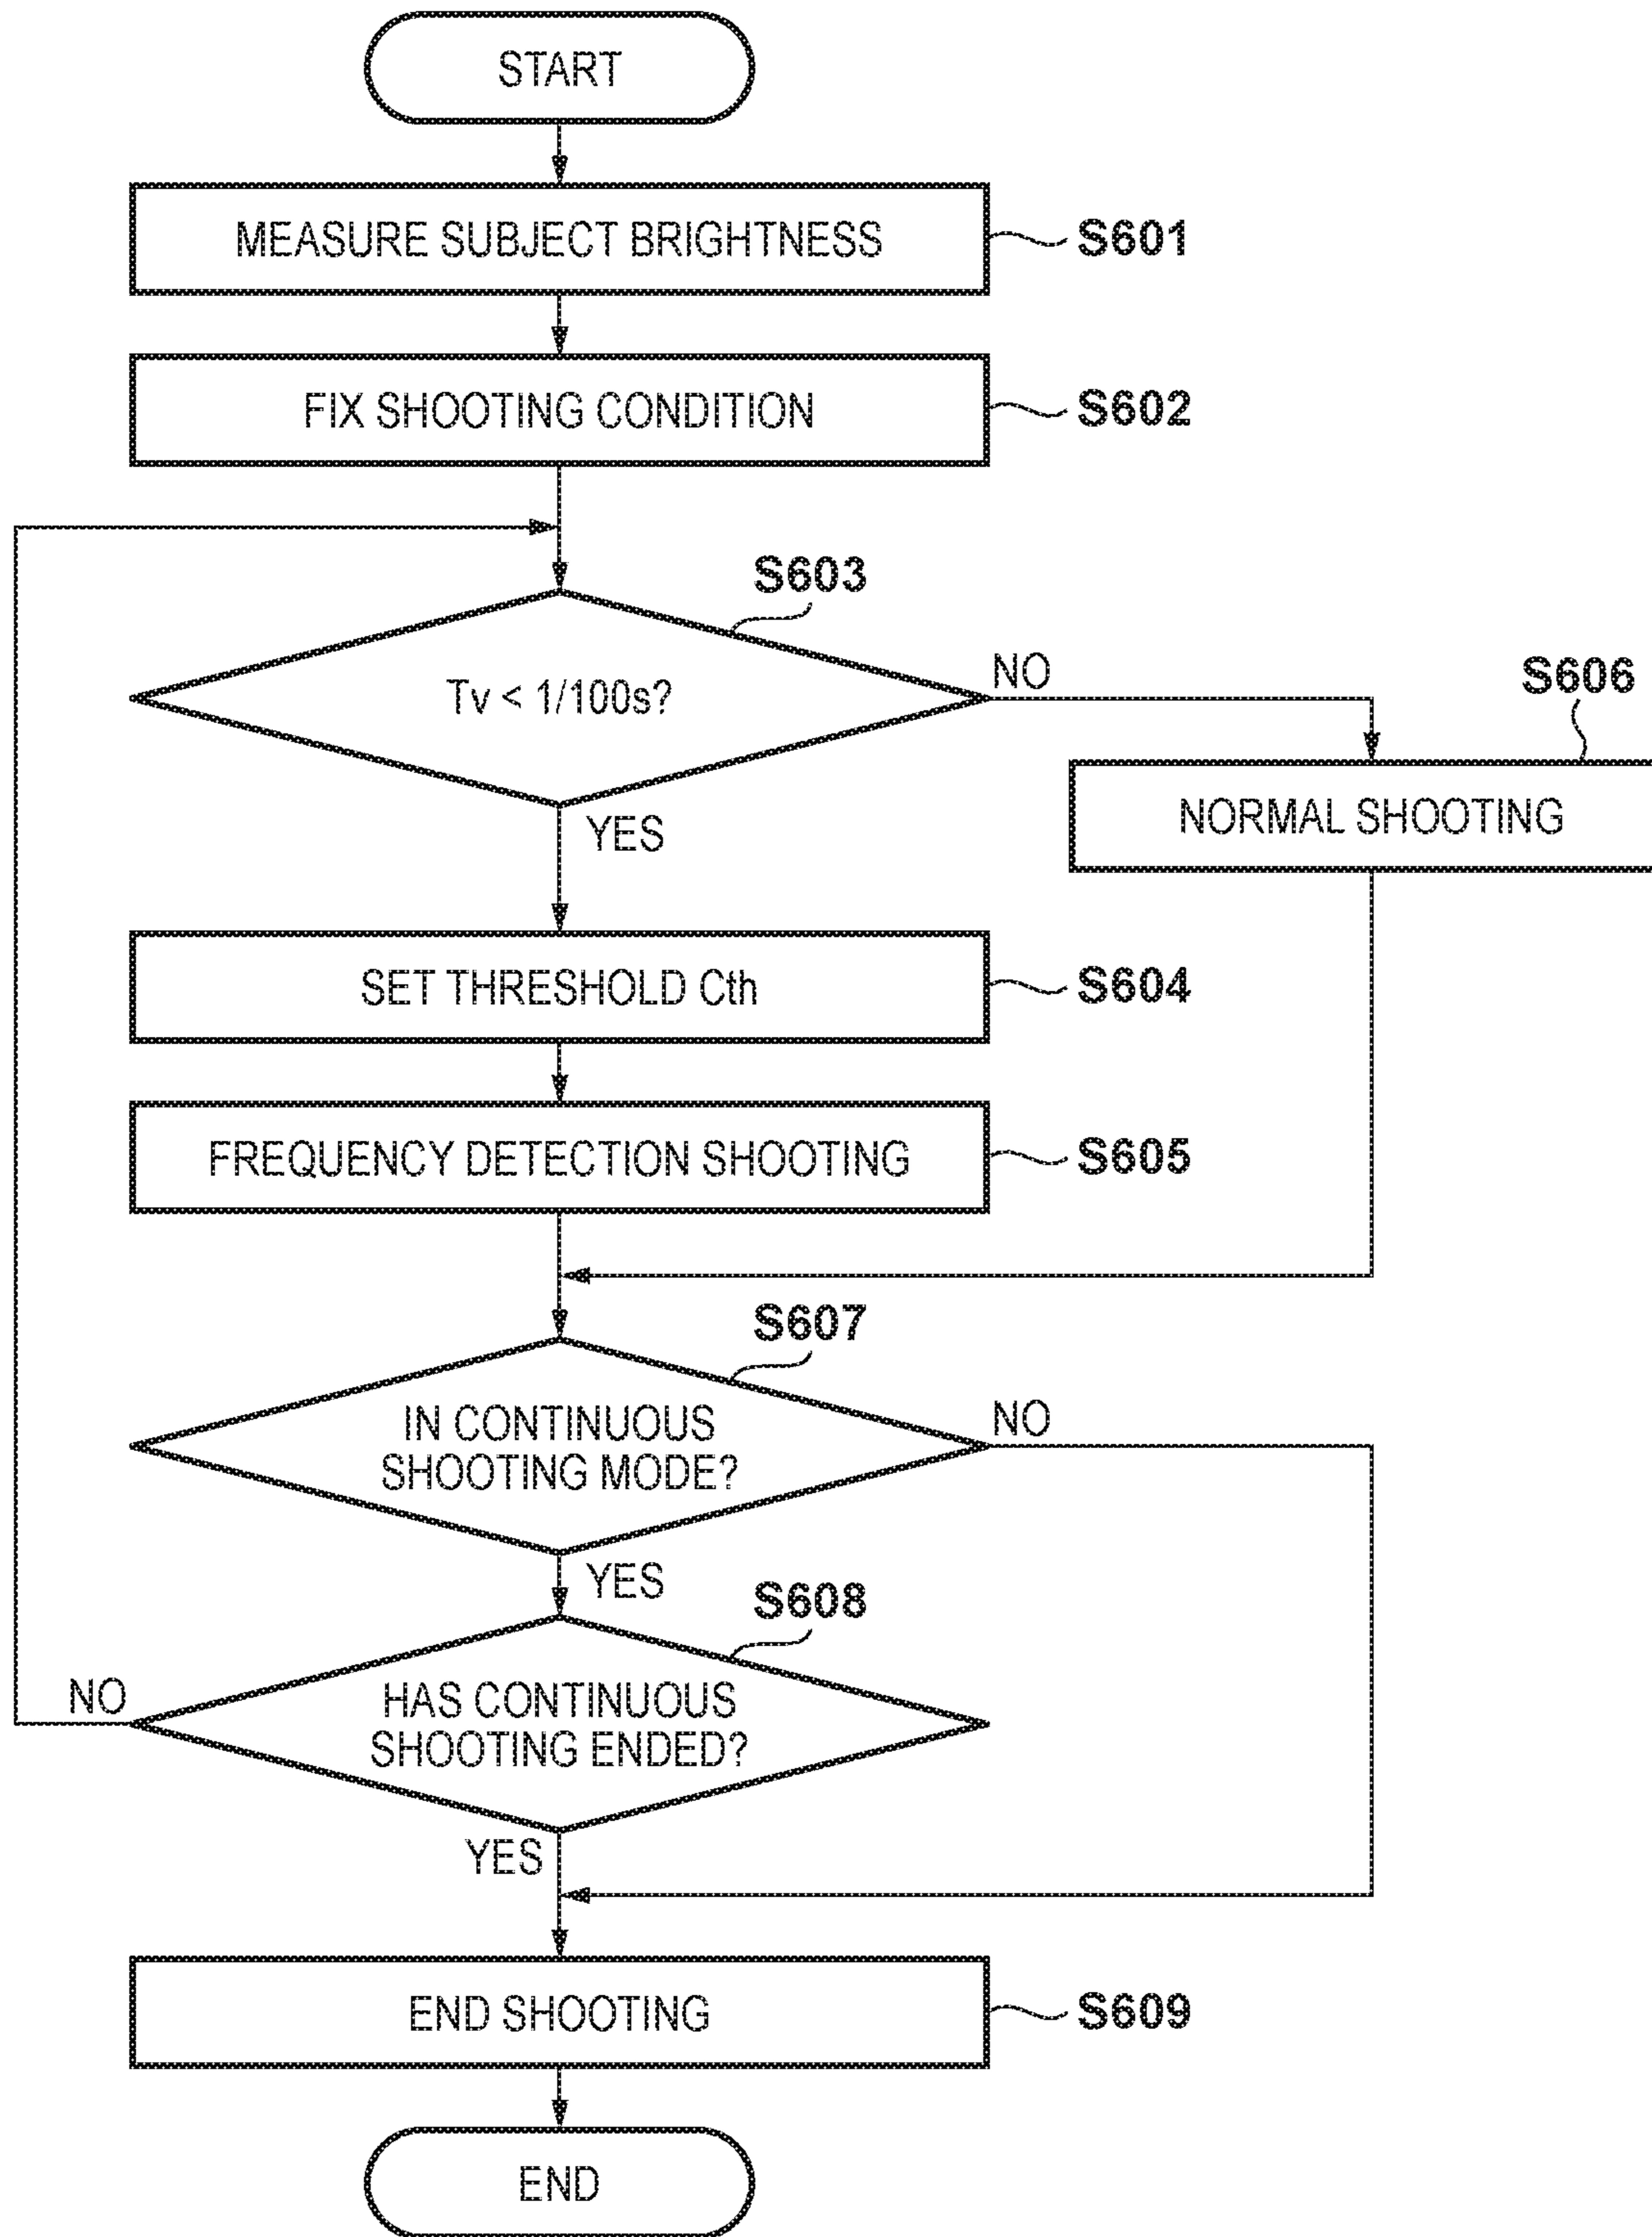 START
MEASURE SUBJECT BRIGHTNESS
S601
FIX SHOOTING CONDITION
S602
S603
Tv < 1/100s?
NO
S606
NORMAL SHOOTING
YES
SET THRESHOLD Cth
S604
FREQUENCY DETECTION SHOOTING
S605
S607
IN CONTINUOUS
SHOOTING MODE?
NO
YES
S608
HAS CONTINUOUS
SHOOTING ENDED?
NO
YES
END SHOOTING
S609
END